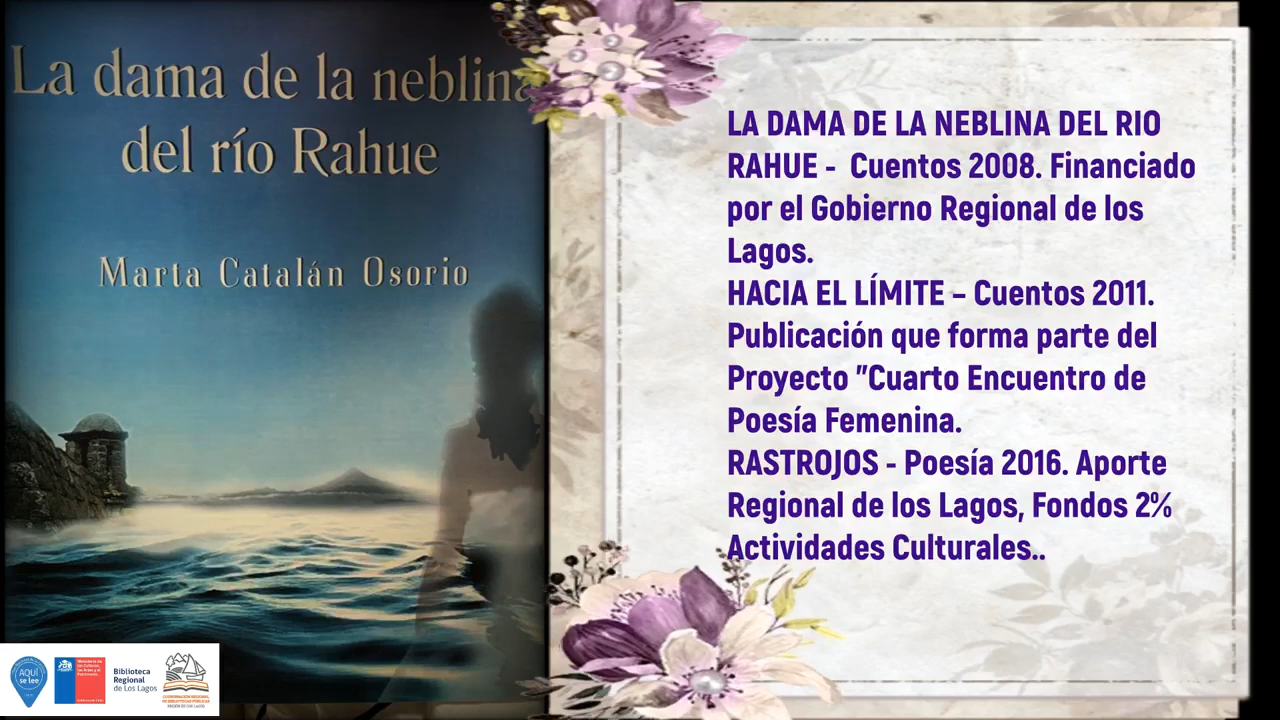 La dama de la neblina
del río Rahue
Marta Catalán Osorio
LA DAMA DE LA NEBLINA DEL RIO
RAHUE - Cuentos 2008. Financiado
por el Gobierno Regional de los
Lagos.
HACIA EL LÍMITE – Cuentos 2011.
Publicación que forma parte del
Proyecto "Cuarto Encuentro de
Poesía Femenina.
RASTROJOS - Poesía 2016. Aporte
Regional de los Lagos, Fondos 2%
Actividades Culturales..
AQUÍ
se lee
Biblioteca
Regional
de Los Lagos